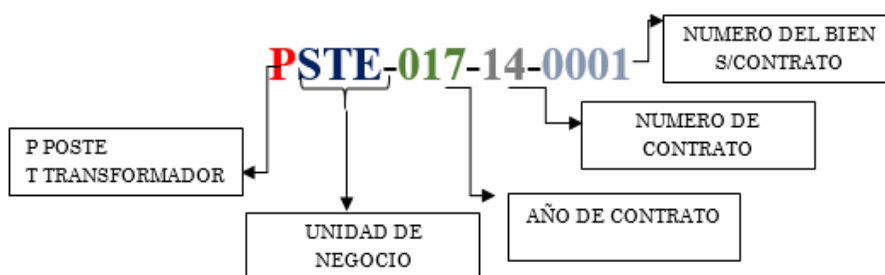 NUMERO DEL BIEN
S/CONTRATO
PSTE-017-14-0001
NUMERO DE
CONTRATO
P POSTE
T TRANSFORMADOR
AÑO DE CONTRATO
UNIDAD DE
NEGOCIO